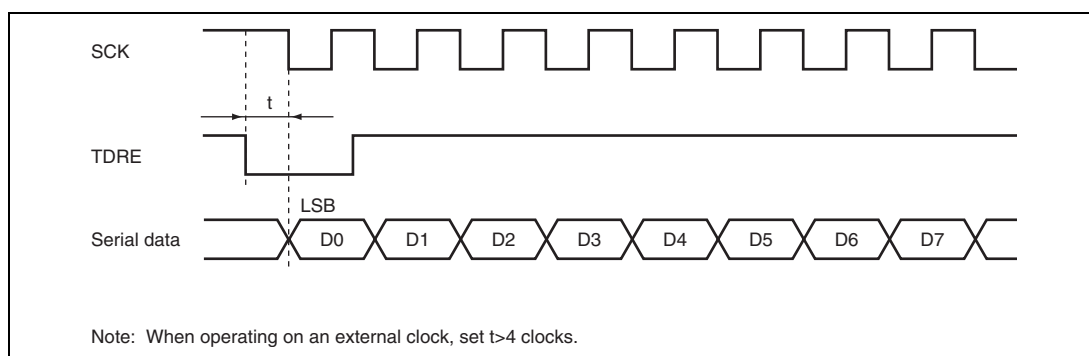 SCK
t
TDRE
LSB
Serial data
D0 D1 D2 D3 D4 D5 D6 D7
Note: When operating on an external clock, set t>4 clocks.